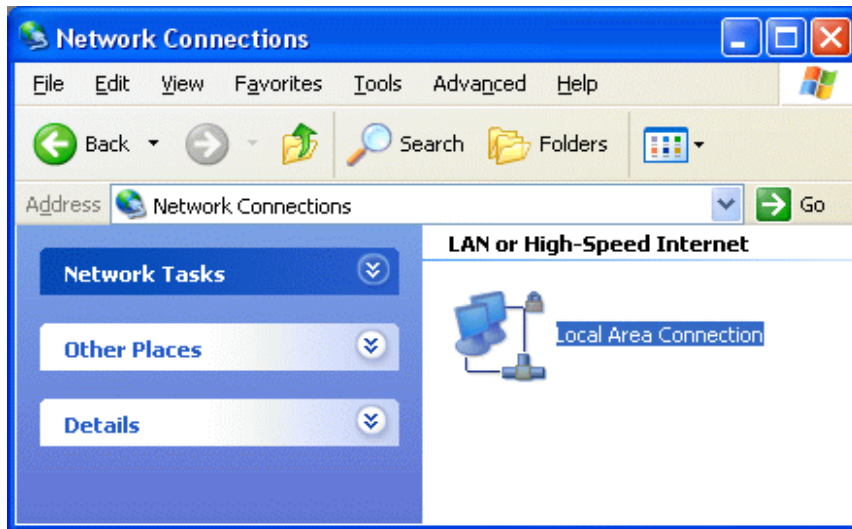 Network Connections
File Edit View Favorites Tools Advanced Help
Back Search Folders
Address Network Connections Go
Network Tasks
Other Places
Details
LAN or High-Speed Internet
Local Area Connection